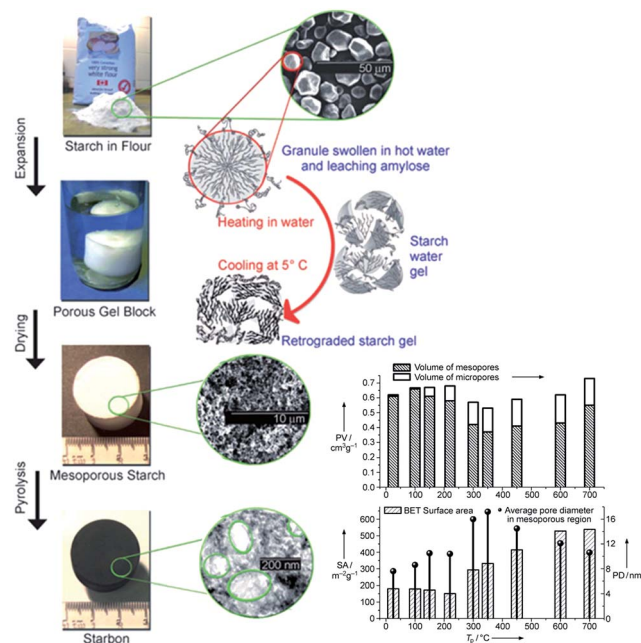 very strong
white flour
50 μm
Starch in Flour
Expansion
Granule swollen in hot water
and leaching amylose
Heating in water
Starch
water
gel
Cooling at 5° C
Porous Gel Block
Retrograded starch gel
Drying
10 μm
Mesoporous Starch
Volume of mesopores
Volume of micropores
PV /
cm³g⁻¹
0.7
0.6
0.5
0.4
0.3
0.2
0.1
0.0
0 100 200 300 400 500 600 700
Pyrolysis
200 nm
Starbon
BET Surface area
Average pore diameter
in mesoporous region
SA /
m⁻²g⁻¹
600
500
400
300
200
100
0
16
12
8
4
0
PD / nm
0 100 200 300 400 500 600 700
Tp / °C